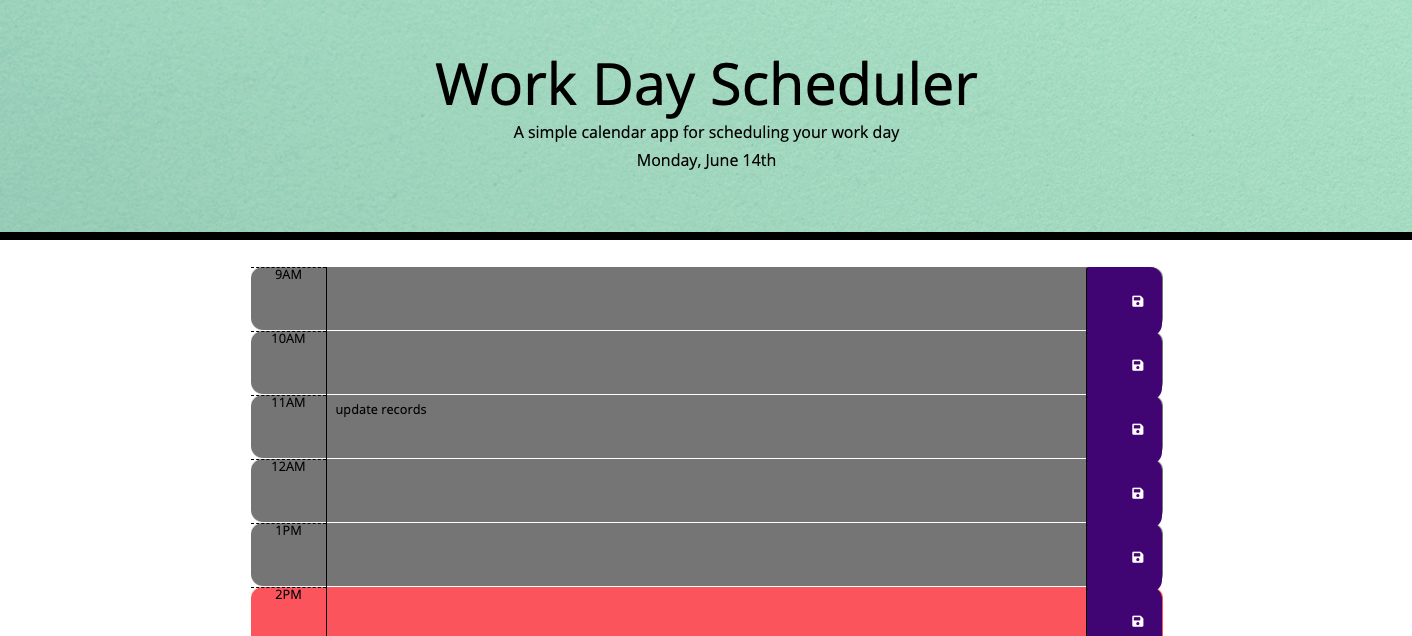 Work Day Scheduler
A simple calendar app for scheduling your work day
Monday, June 14th
9AM
10AM
11AM
update records
12AM
1PM
2PM